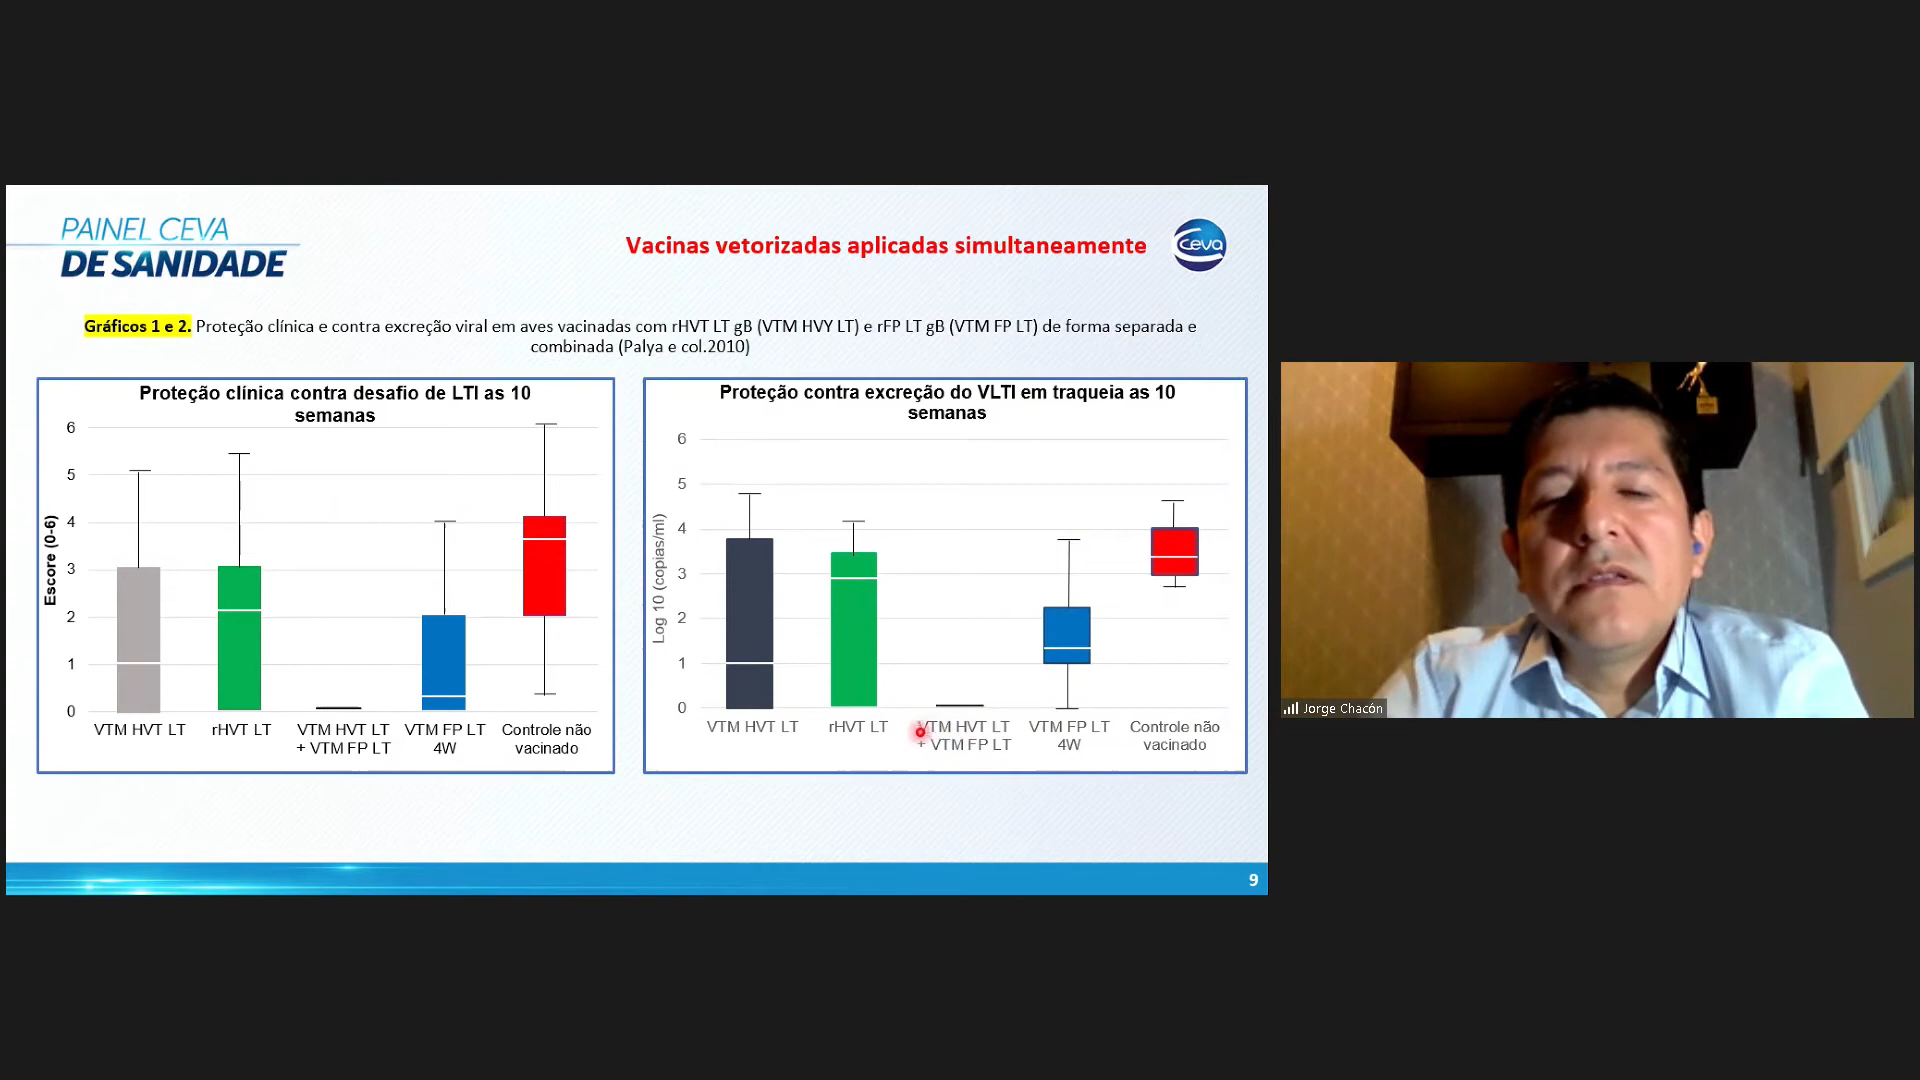 PAINEL CEVA
DE SANIDADE
Vacinas vetorizadas aplicadas simultaneamente
ceva
Gráficos 1 e 2. Proteção clínica e contra excreção viral em aves vacinadas com rHVT LT gB (VTM HVY LT) e rFP LT gB (VTM FP LT) de forma separada e
combinada (Palya e col.2010)
Proteção clínica contra desafio de LTI as 10
semanas
Escore (0-6)
6
5
4
3
2
1
0
VTM HVT LT
rHVT LT
VTM HVT LT
+ VTM FP LT
VTM FP LT
4W
Controle não
vacinado
Proteção contra excreção do VLTI em traqueia as 10
semanas
Log 10 (copias/ml)
6
5
4
3
2
1
0
VTM HVT LT
rHVT LT
VTM HVT LT
+ VTM FP LT
VTM FP LT
4W
Controle não
vacinado
9
Jorge Chacón